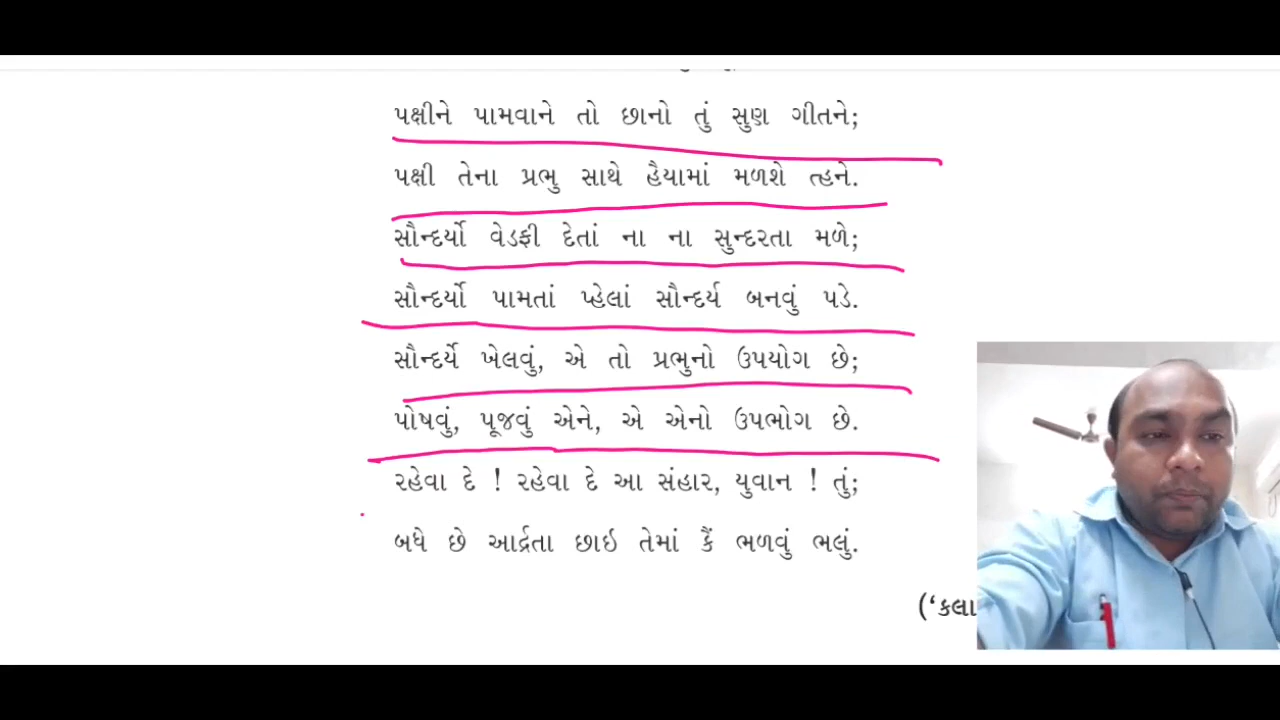 પક્ષીને પામવાને તો છાનો તું સુણ ગીતને;
પક્ષી તેના પ્રભુ સાથે હૈયામાં મળશે ત્હને.
સૌન્દર્યો વેડફી દેતાં ના ના સુન્દરતા મળે;
સૌન્દર્યો પામતાં પ્હેલાં સૌન્દર્ય બનવું પડે.
સૌન્દર્યે ખેલવું, એ તો પ્રભુનો ઉપયોગ છે;
પોષવું, પૂજવું એને, એ એનો ઉપભોગ છે.
રહેવા દે ! રહેવા દે આ સંહાર, યુવાન ! તું;
બધે છે આર્દ્રતા છાઇ તેમાં કૈં ભળવું ભલું.
(‘કલા